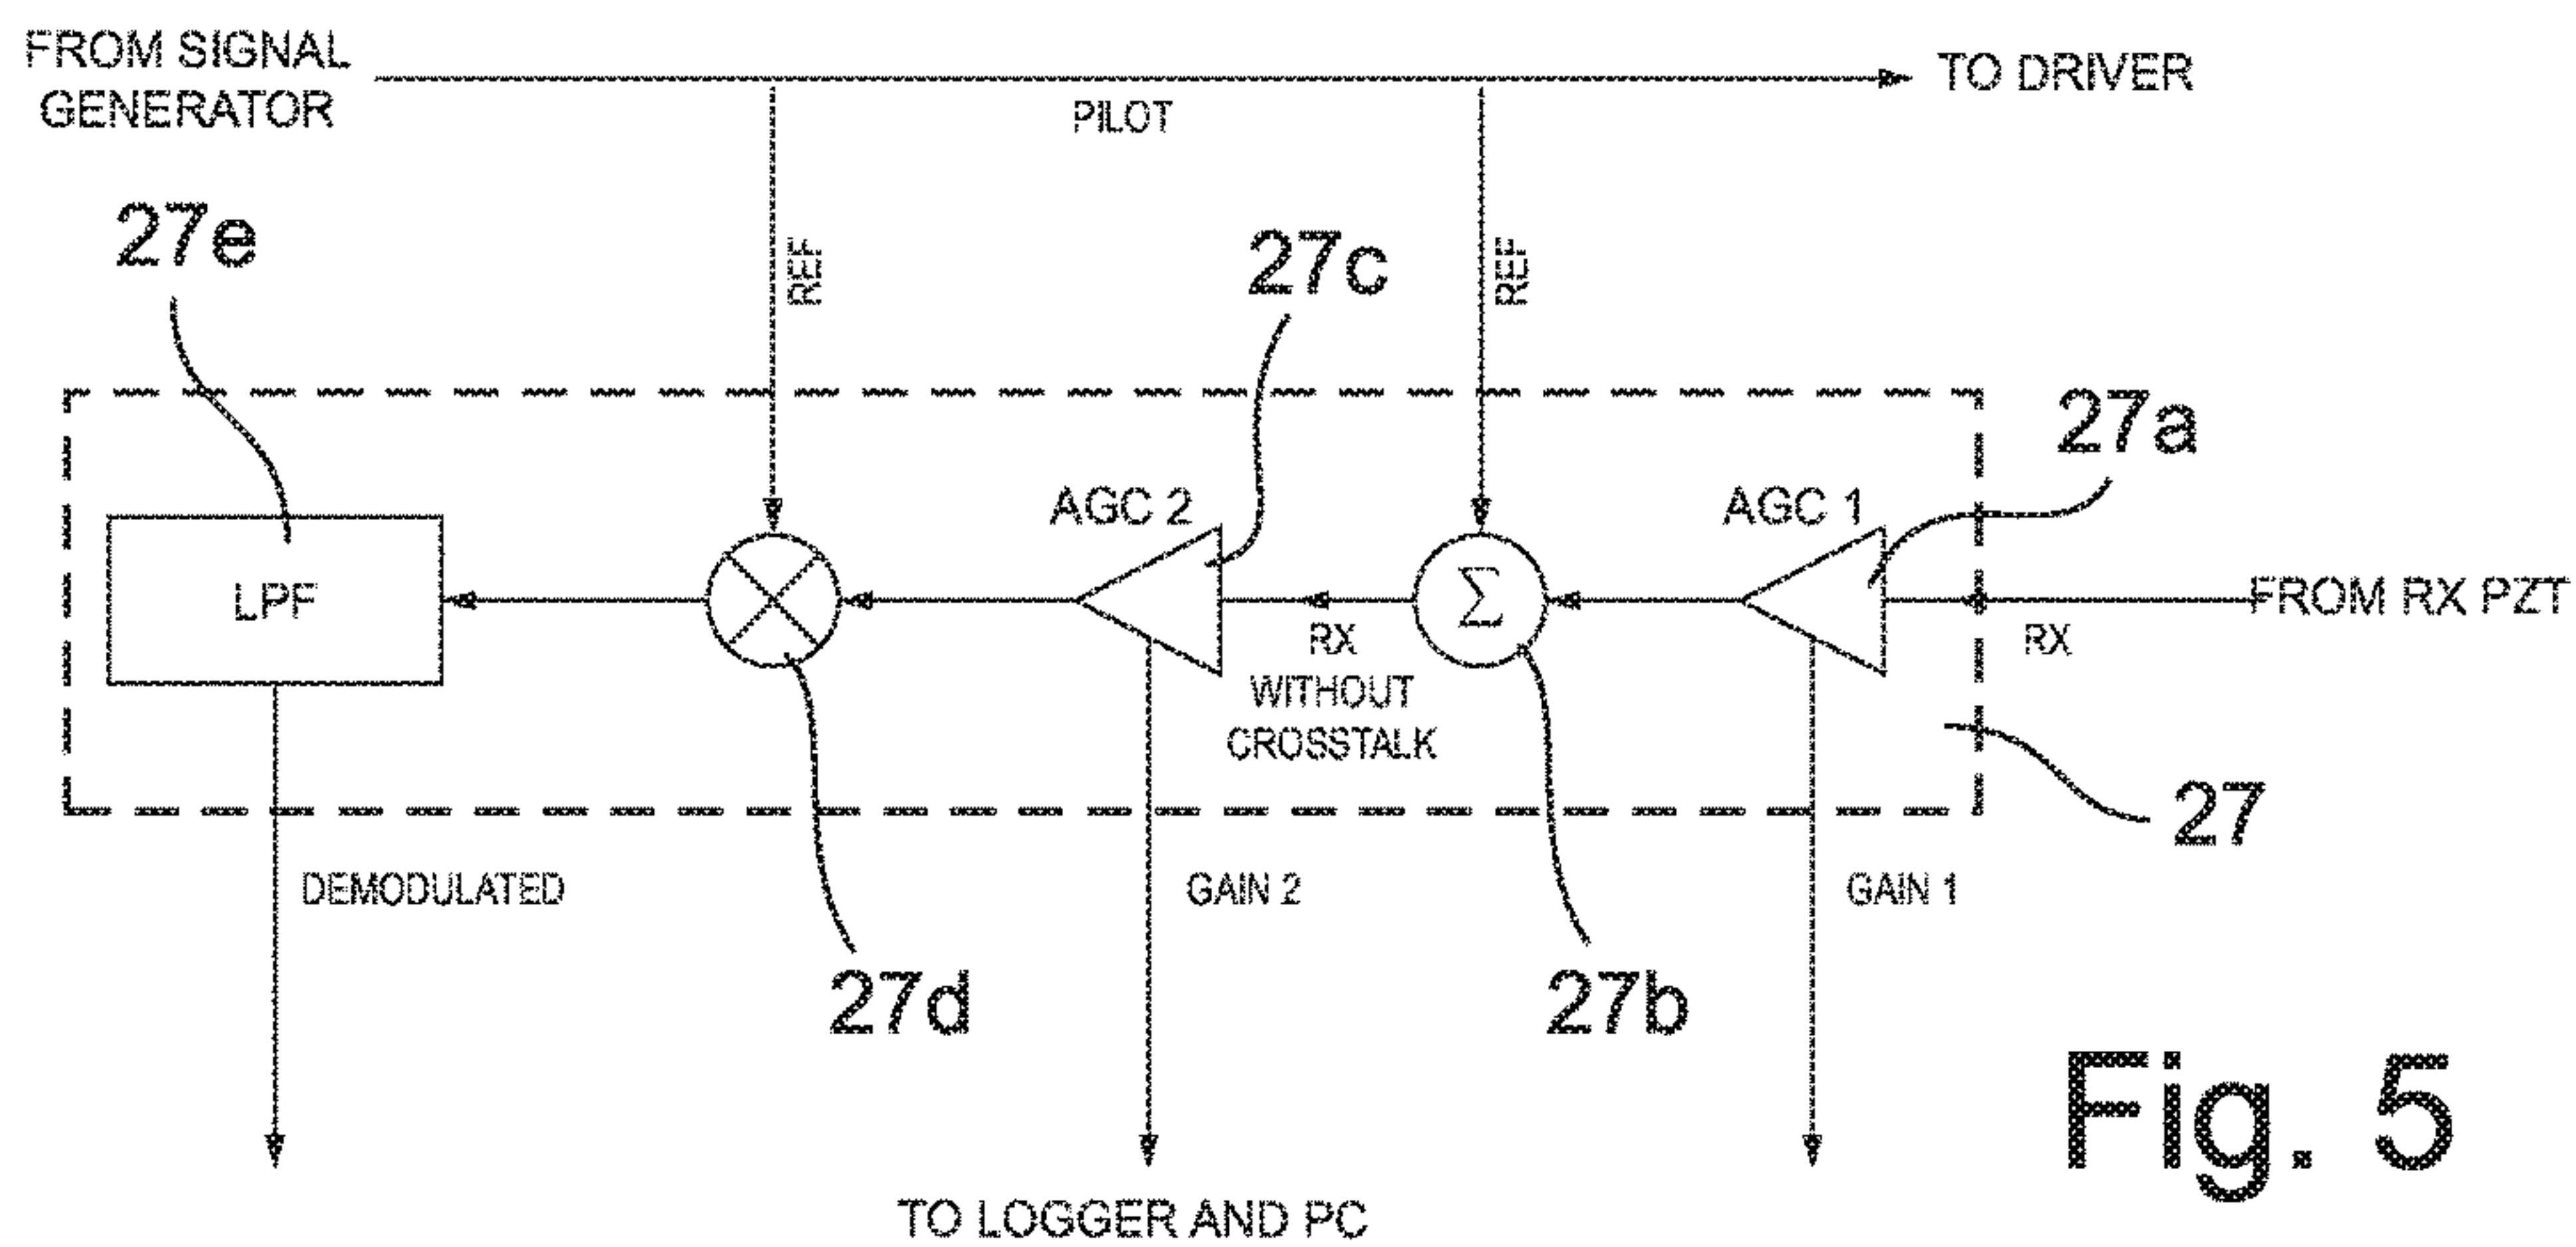 FROM SIGNAL
GENERATOR
TO DRIVER
PILOT
27e
REF
27c
REF
27a
AGC 2
AGC 1
LPF
Σ
FROM RX PZT
RX
WITHOUT
CROSSTALK
RX
27
DEMODULATED
GAIN 2
GAIN 1
27d
27b
Fig. 5
TO LOGGER AND PC